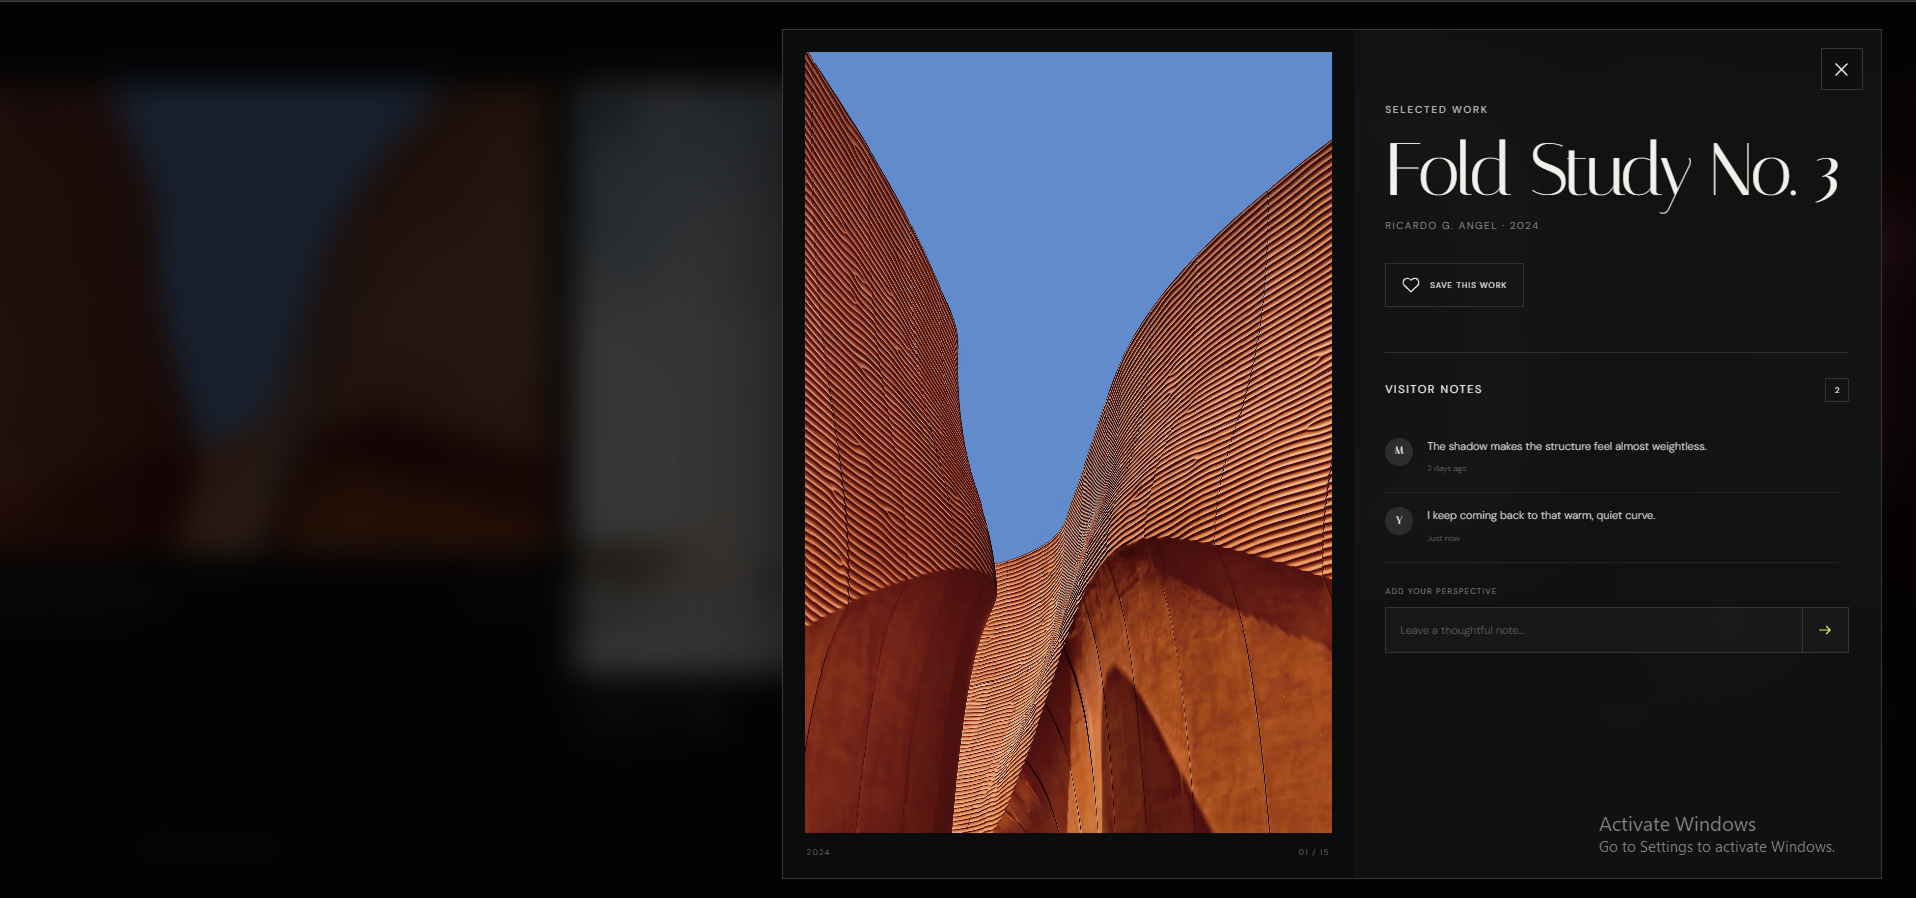 SELECTED WORK
Fold Study No. 3
RICARDO G. ANGEL · 2024
SAVE THIS WORK
VISITOR NOTES
2
M
The shadow makes the structure feel almost weightless.
2 days ago
Y
I keep coming back to that warm, quiet curve.
Just now
ADD YOUR PERSPECTIVE
Leave a thoughtful note...
2024
01 / 15
Activate Windows
Go to Settings to activate Windows.